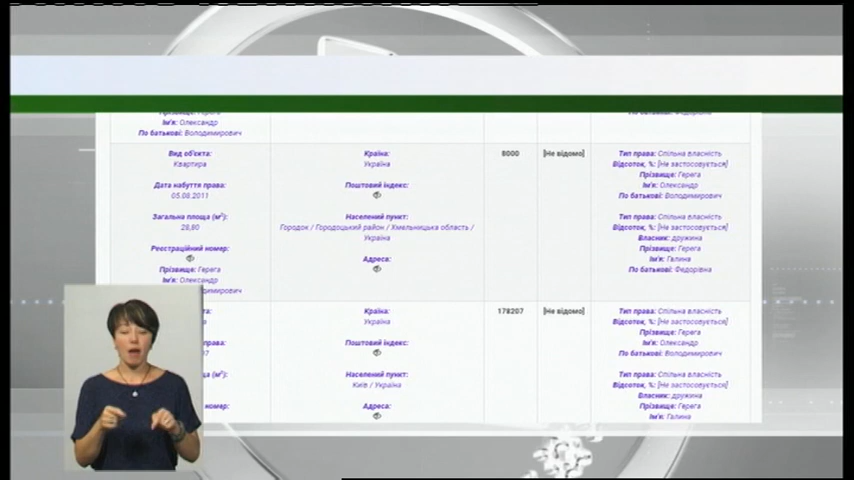 Прізвище: Герега
Ім'я: Олександр
По батькові: Володимирович
Федорівна
Вид об'єкта:
Квартира
Дата набуття права:
05.08.2011
Загальна площа (м²):
28,80
Реєстраційний номер:
Прізвище: Герега
Ім'я: Олександр
Країна:
Україна
Поштовий індекс:
Населений пункт:
Городок / Городоцький район / Хмельницька область /
Україна
Адреса:
8000
[Не відомо]
Тип права: Спільна власність
Відсоток, %: [Не застосовується]
Прізвище: Герега
Ім'я: Олександр
По батькові: Володимирович
Тип права: Спільна власність
Відсоток, %: [Не застосовується]
Власник: дружина
Прізвище: Герега
Ім'я: Галина
По батькові: Федорівна
Країна:
Україна
Поштовий індекс:
Населений пункт:
Київ / Україна
Адреса:
178207
[Не відомо]
Тип права: Спільна власність
Відсоток, %: [Не застосовується]
Прізвище: Герега
Ім'я: Олександр
По батькові: Володимирович
Тип права: Спільна власність
Відсоток, %: [Не застосовується]
Власник: дружина
Прізвище: Герега
Ім'я: Галина